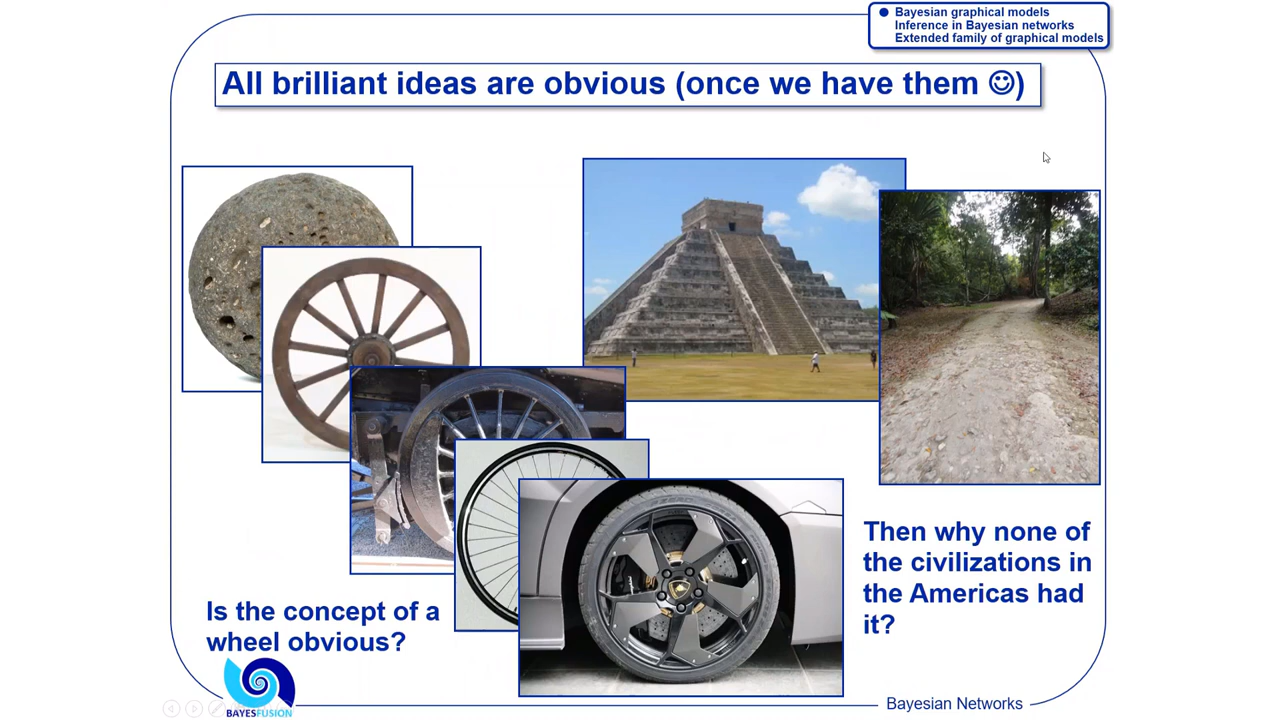 Bayesian graphical models
Inference in Bayesian networks
Extended family of graphical models
All brilliant ideas are obvious (once we have them ☺)
Is the concept of a
wheel obvious?
Then why none of
the civilizations in
the Americas had
it?
BAYESFUSION
Bayesian Networks